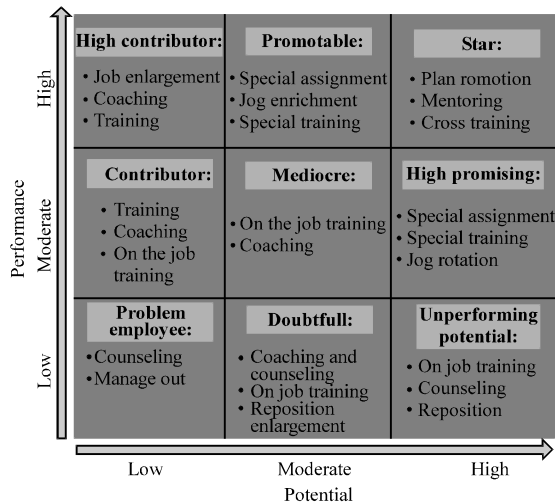 High contributor:
• Job enlargement
• Coaching
• Training
Promotable:
• Special assignment
• Jog enrichment
• Special training
Star:
• Plan romotion
• Mentoring
• Cross training
Contributor:
• Training
• Coaching
• On the job
training
Mediocre:
• On the job training
• Coaching
High promising:
• Special assignment
• Special training
• Jog rotation
Problem
employee:
• Counseling
• Manage out
Doubtfull:
• Coaching and
counseling
• On job training
• Reposition
enlargement
Unperforming
potential:
• On job training
• Counseling
• Reposition
High
Moderate
Low
Performance
Low
Moderate
High
Potential